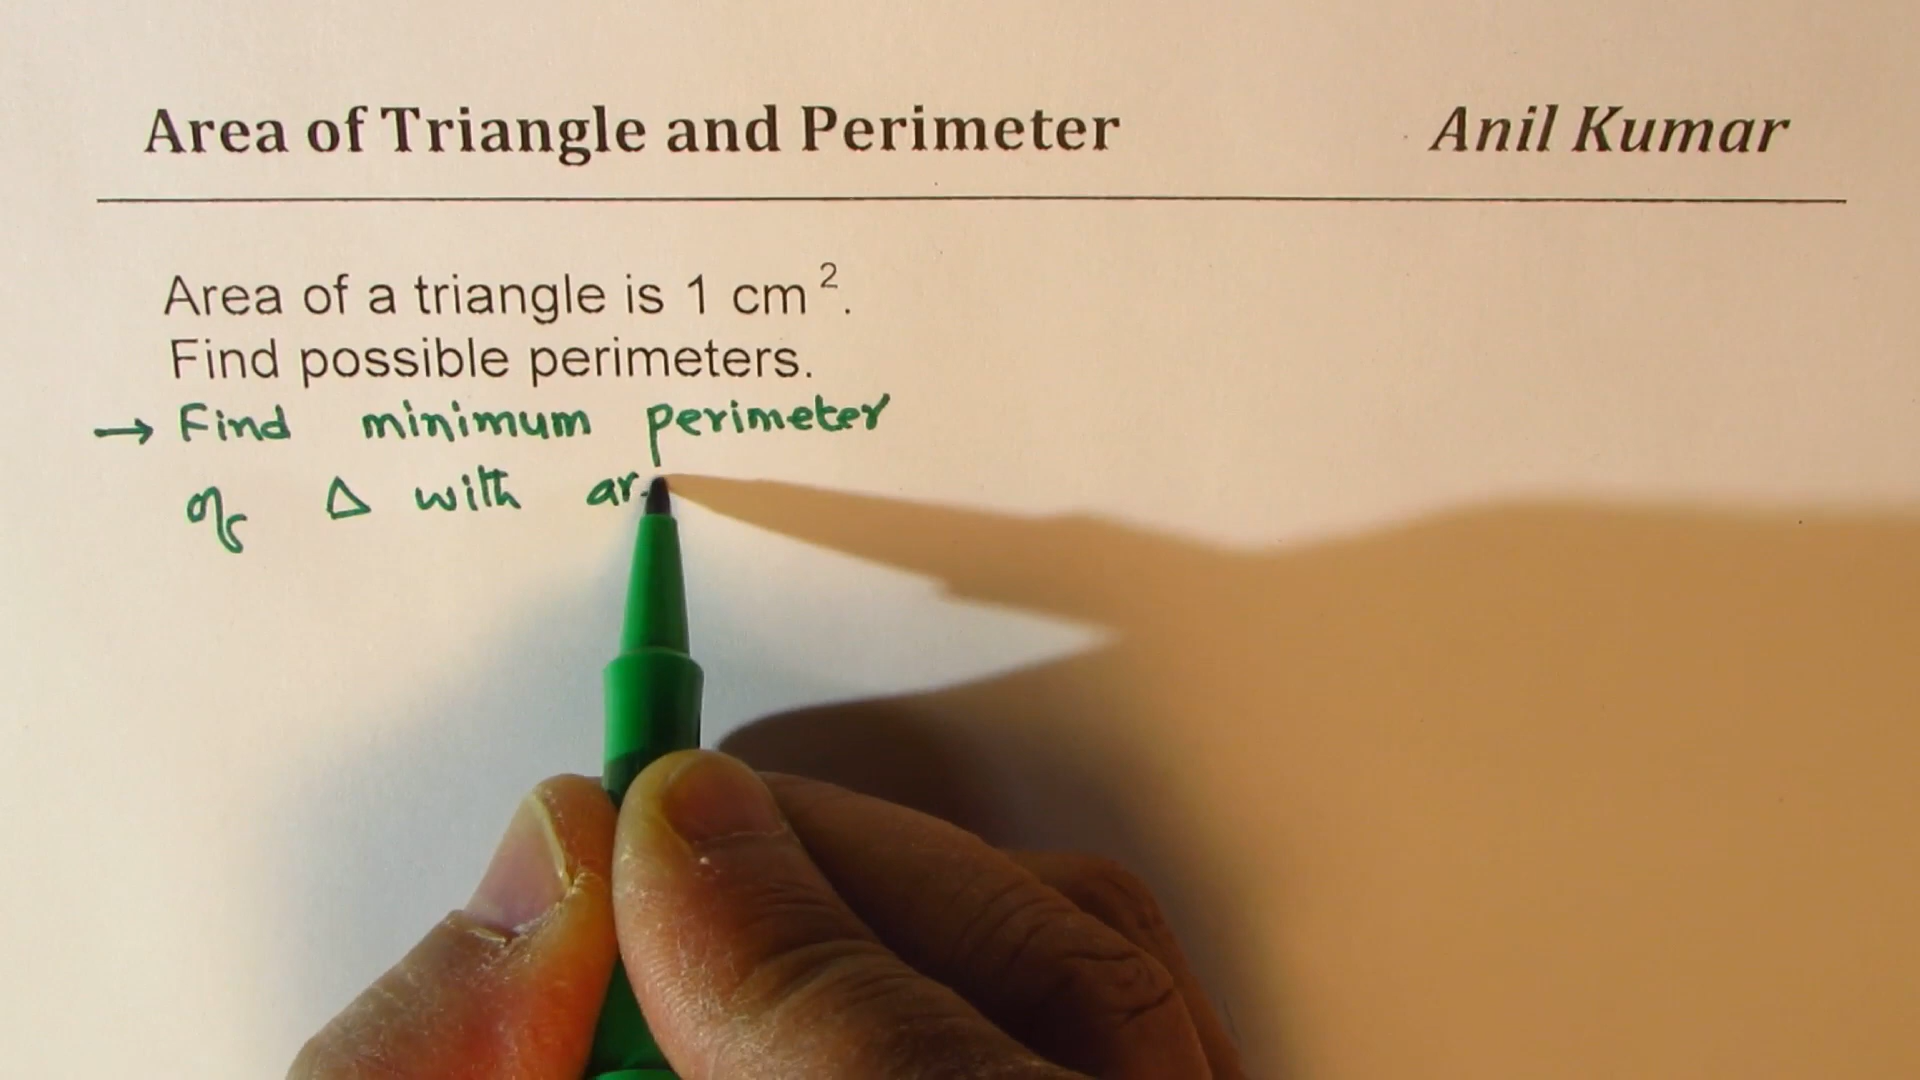 Area of Triangle and Perimeter Anil Kumar
Area of a triangle is 1 cm².
Find possible perimeters.
→ Find minimum perimeter
of Δ with ar